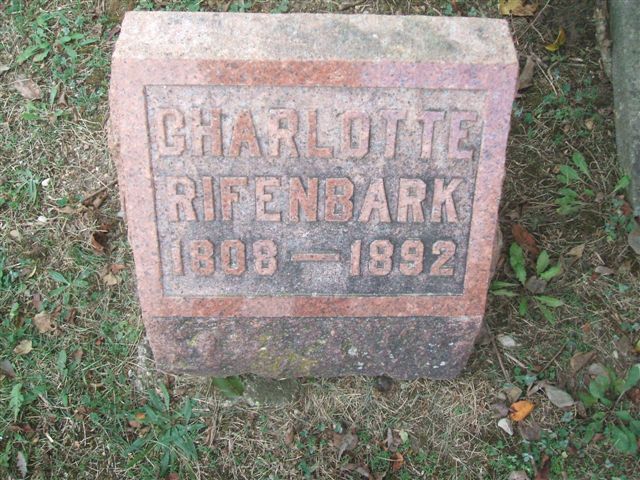 CHARLOTTE
RIFENBARK
1808 — 1892